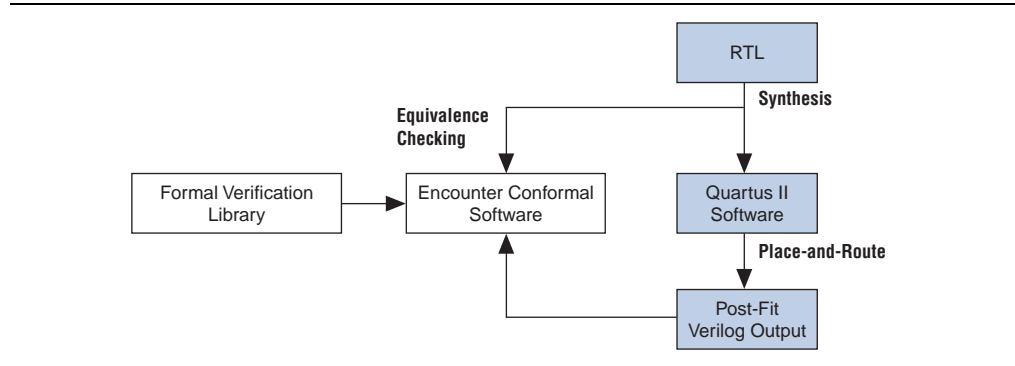 RTL
Synthesis
Equivalence
Checking
Formal Verification
Library
Encounter Conformal
Software
Quartus II
Software
Place-and-Route
Post-Fit
Verilog Output